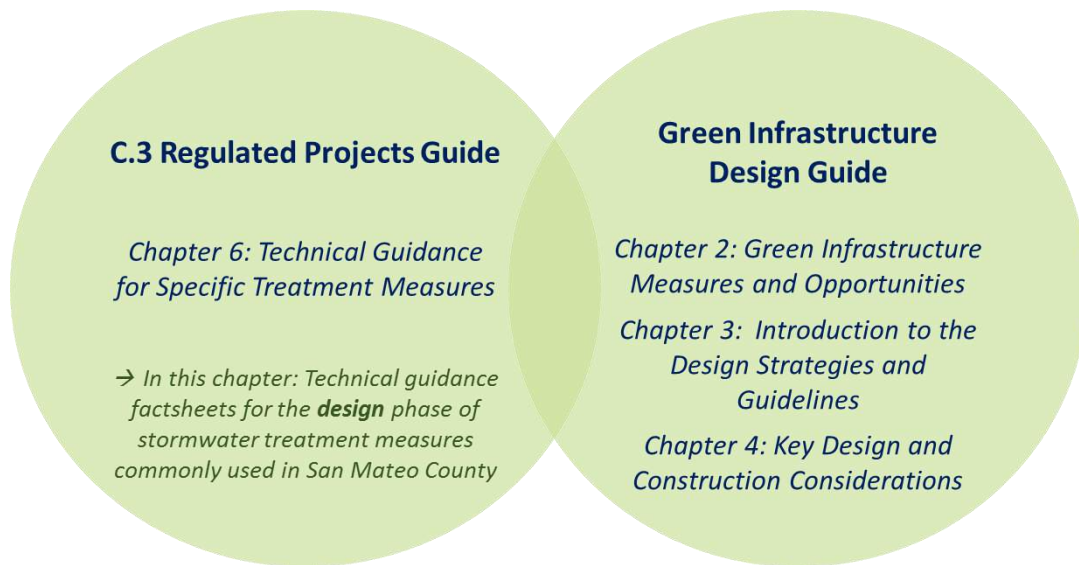 C.3 Regulated Projects Guide
Chapter 6: Technical Guidance
for Specific Treatment Measures
→ In this chapter: Technical guidance
factsheets for the design phase of
stormwater treatment measures
commonly used in San Mateo County
Green Infrastructure
Design Guide
Chapter 2: Green Infrastructure
Measures and Opportunities
Chapter 3: Introduction to the
Design Strategies and
Guidelines
Chapter 4: Key Design and
Construction Considerations